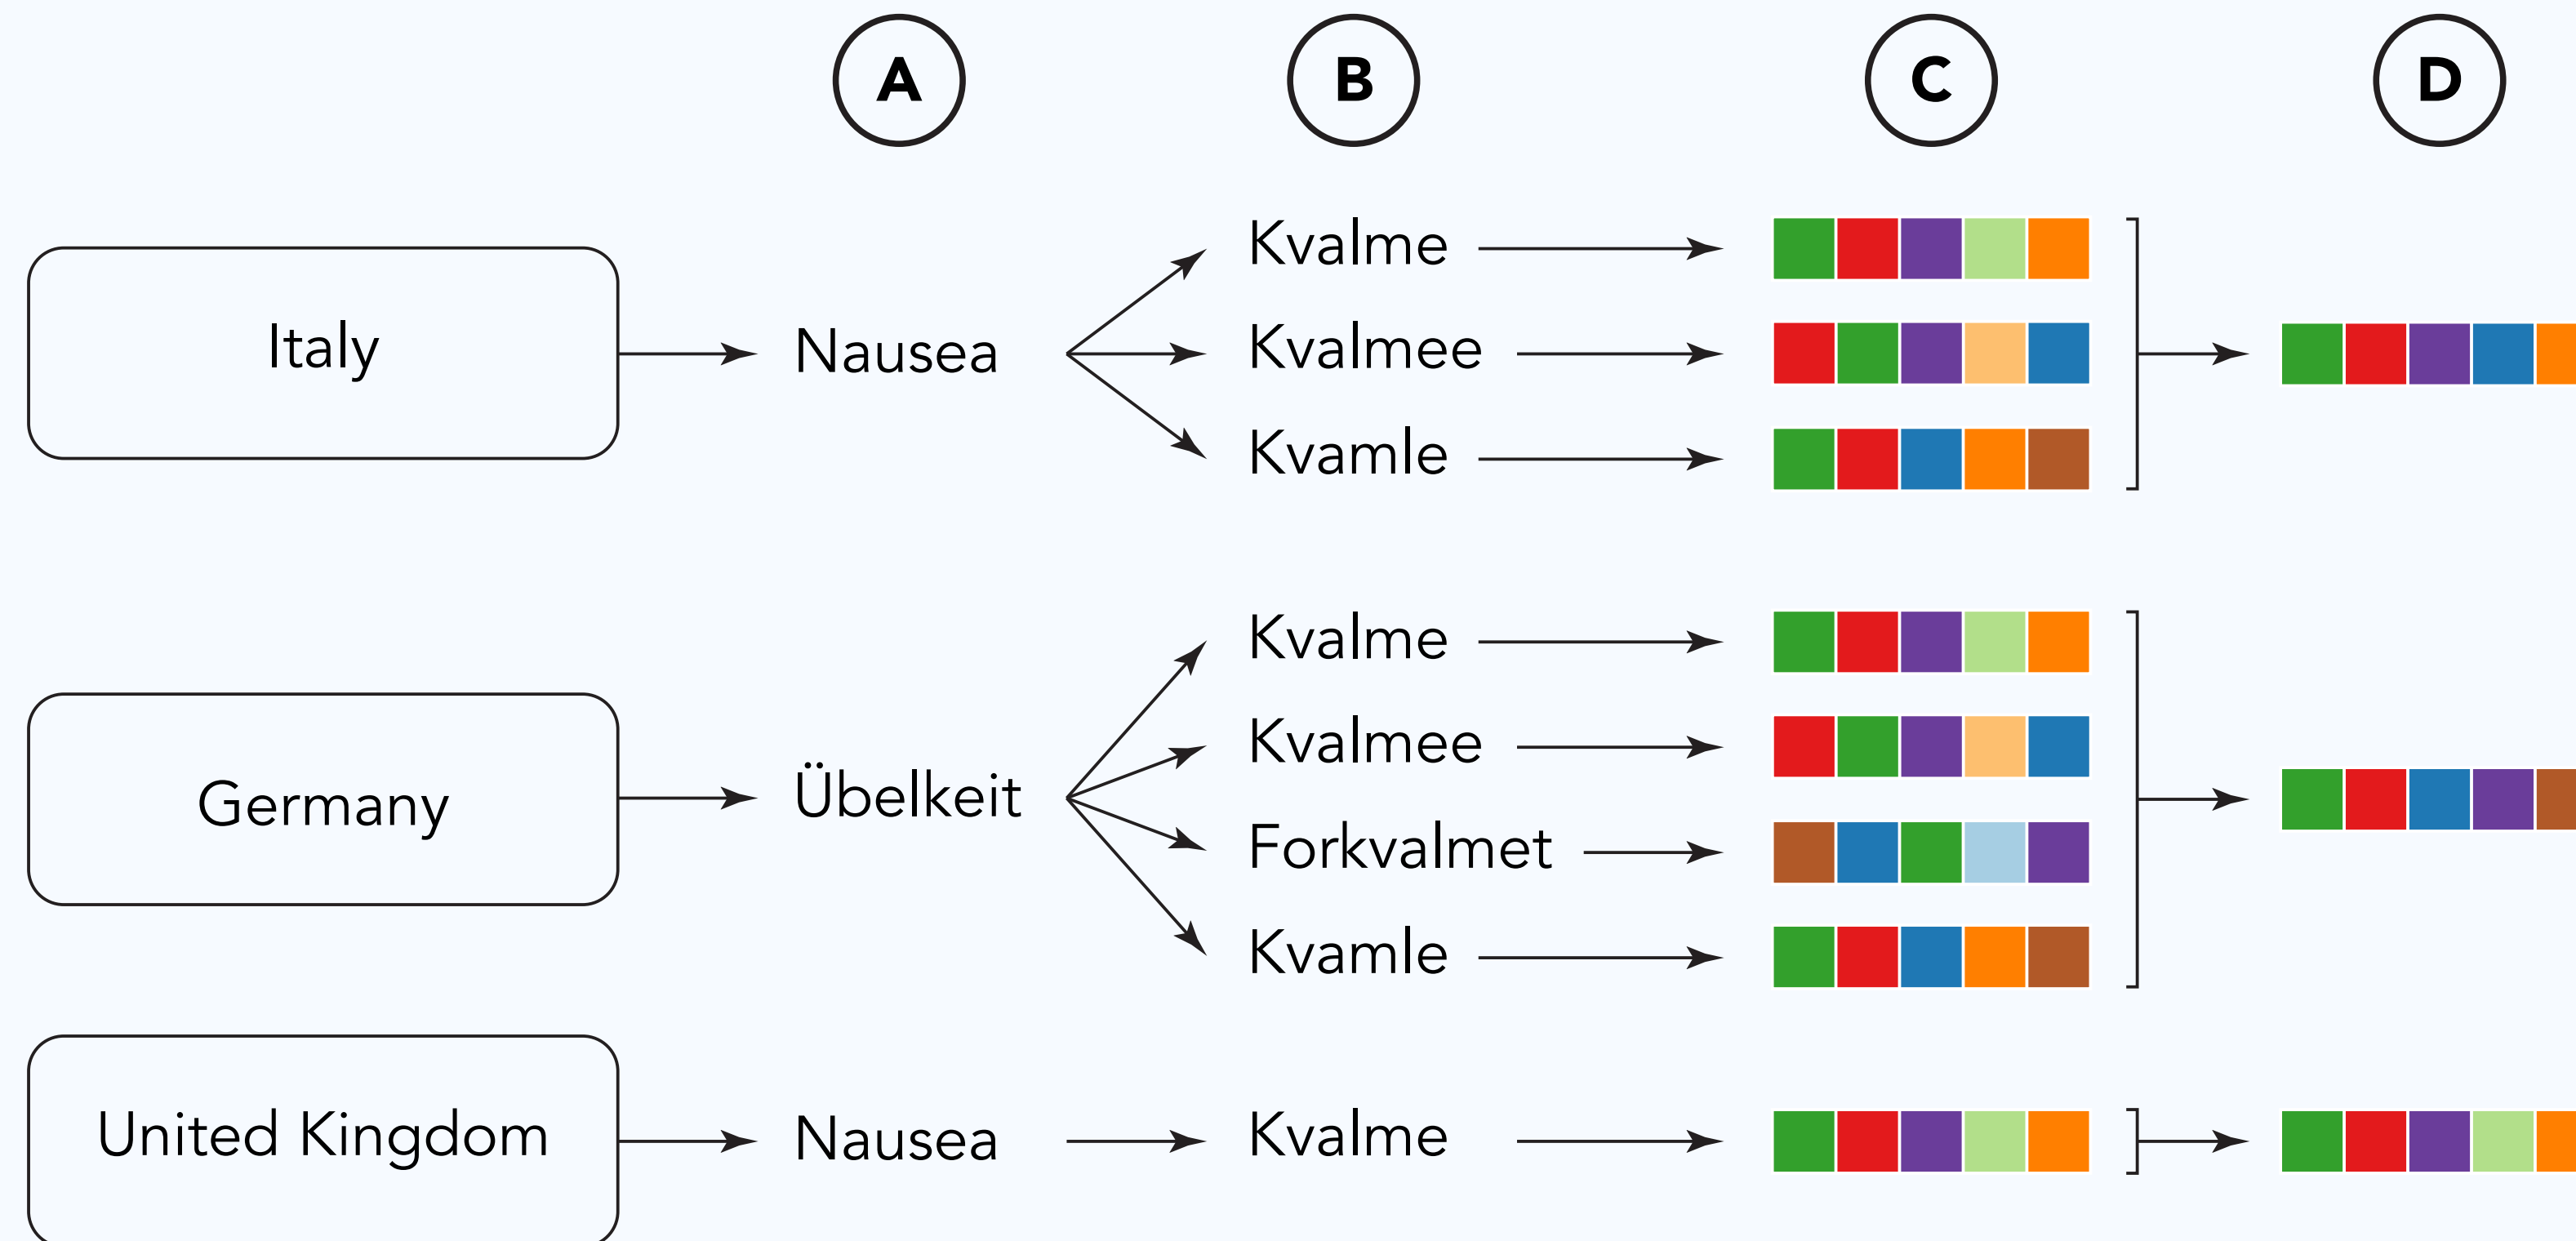 A B C D
Kvalme
Italy Nausea Kvalmee
Kvamle
Kvalme
Kvalmee
Germany Übelkeit
Forkvalmet
Kvamle
United Kingdom Nausea Kvalme